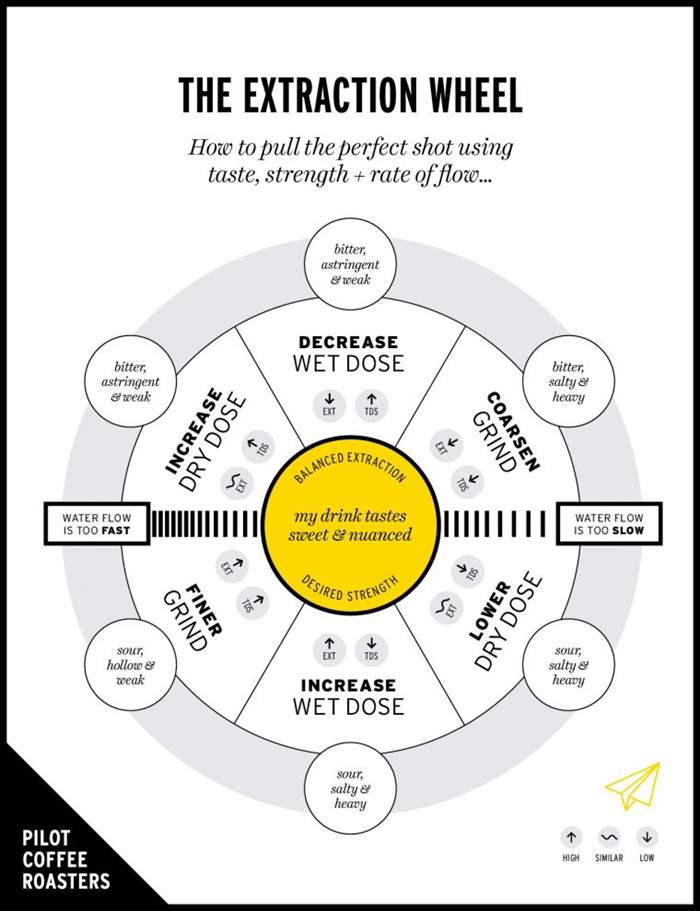 THE EXTRACTION WHEEL
How to pull the perfect shot using
taste, strength + rate of flow...
bitter,
astringent
& weak
bitter,
astringent
& weak
bitter,
salty &
heavy
DECREASE
WET DOSE
EXT
TDS
INCREASE
DRY DOSE
TDS
EXT
COARSEN
GRIND
EXT
TDS
BALANCED EXTRACTION
my drink tastes
sweet & nuanced
DESIRED STRENGTH
WATER FLOW
IS TOO FAST
WATER FLOW
IS TOO SLOW
EXT
TDS
FINER
GRIND
TDS
EXT
LOWER
DRY DOSE
EXT
TDS
INCREASE
WET DOSE
sour,
hollow &
weak
sour,
salty &
heavy
sour,
salty &
heavy
PILOT
COFFEE
ROASTERS
HIGH
SIMILAR
LOW